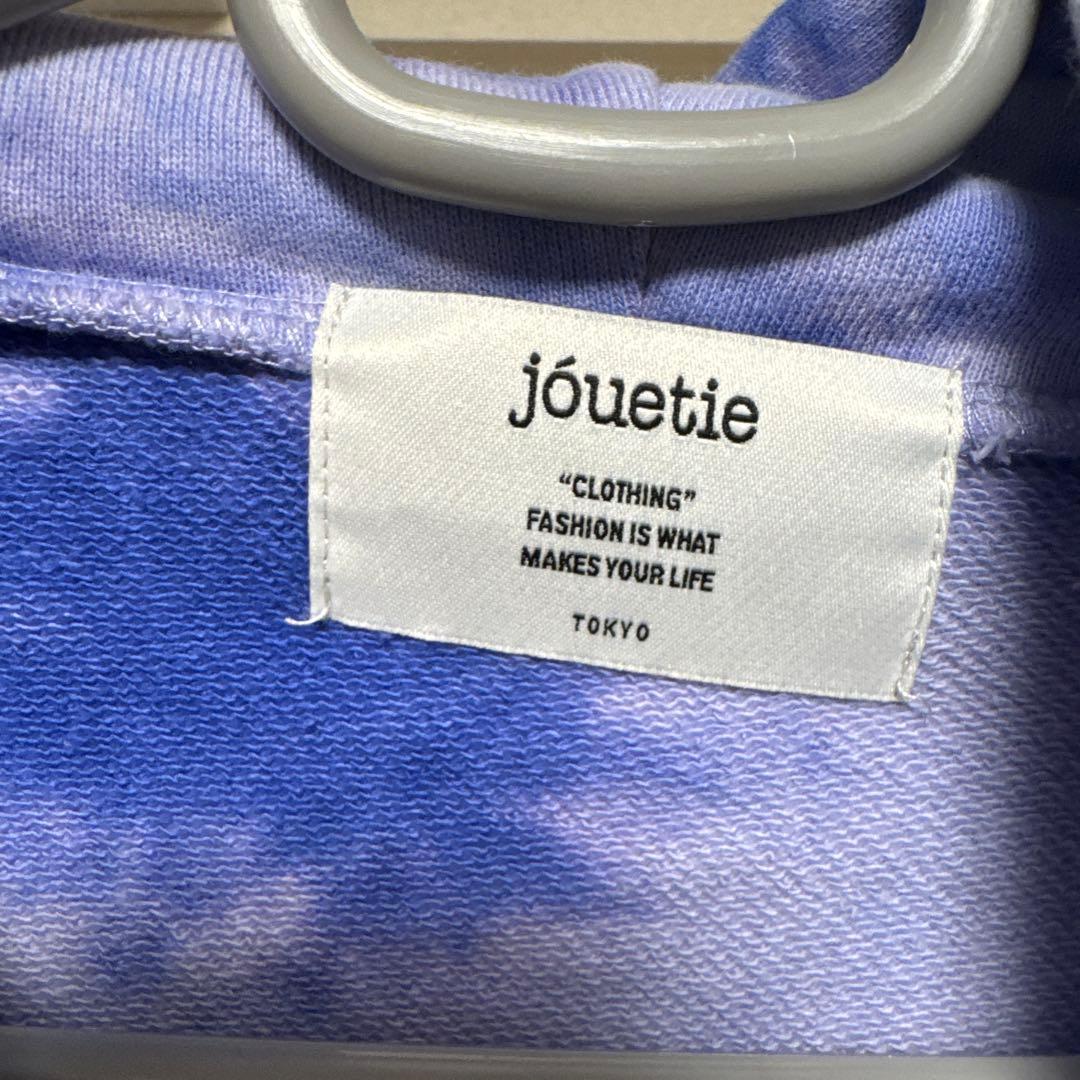 jóuetie
“CLOTHING”
FASHION IS WHAT
MAKES YOUR LIFE
TOKYO